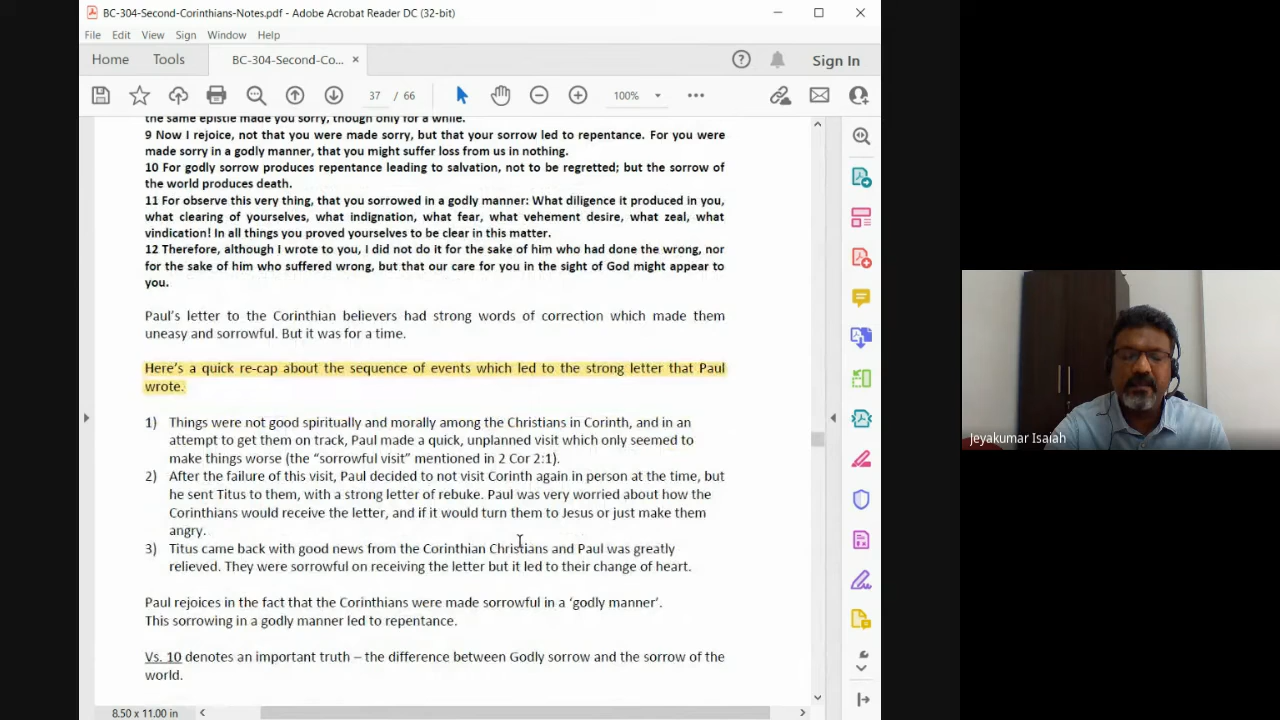 BC-304-Second-Corinthians-Notes.pdf - Adobe Acrobat Reader DC (32-bit)
File Edit View Sign Window Help
Home Tools BC-304-Second-Co... × Sign In
37 / 66 100%
the same epistle made you sorry, though only for a while.
9 Now I rejoice, not that you were made sorry, but that your sorrow led to repentance. For you were
made sorry in a godly manner, that you might suffer loss from us in nothing.
10 For godly sorrow produces repentance leading to salvation, not to be regretted; but the sorrow of
the world produces death.
11 For observe this very thing, that you sorrowed in a godly manner: What diligence it produced in you,
what clearing of yourselves, what indignation, what fear, what vehement desire, what zeal, what
vindication! In all things you proved yourselves to be clear in this matter.
12 Therefore, although I wrote to you, I did not do it for the sake of him who had done the wrong, nor
for the sake of him who suffered wrong, but that our care for you in the sight of God might appear to
you.
Paul's letter to the Corinthian believers had strong words of correction which made them
uneasy and sorrowful. But it was for a time.
Here's a quick re-cap about the sequence of events which led to the strong letter that Paul
wrote.
1) Things were not good spiritually and morally among the Christians in Corinth, and in an
attempt to get them on track, Paul made a quick, unplanned visit which only seemed to
make things worse (the "sorrowful visit" mentioned in 2 Cor 2:1).
2) After the failure of this visit, Paul decided to not visit Corinth again in person at the time, but
he sent Titus to them, with a strong letter of rebuke. Paul was very worried about how the
Corinthians would receive the letter, and if it would turn them to Jesus or just make them
angry.
3) Titus came back with good news from the Corinthian Christians and Paul was greatly
relieved. They were sorrowful on receiving the letter but it led to their change of heart.
Paul rejoices in the fact that the Corinthians were made sorrowful in a 'godly manner'.
This sorrowing in a godly manner led to repentance.
Vs. 10 denotes an important truth – the difference between Godly sorrow and the sorrow of the
world.
8.50 x 11.00 in
Jeyakumar Isaiah